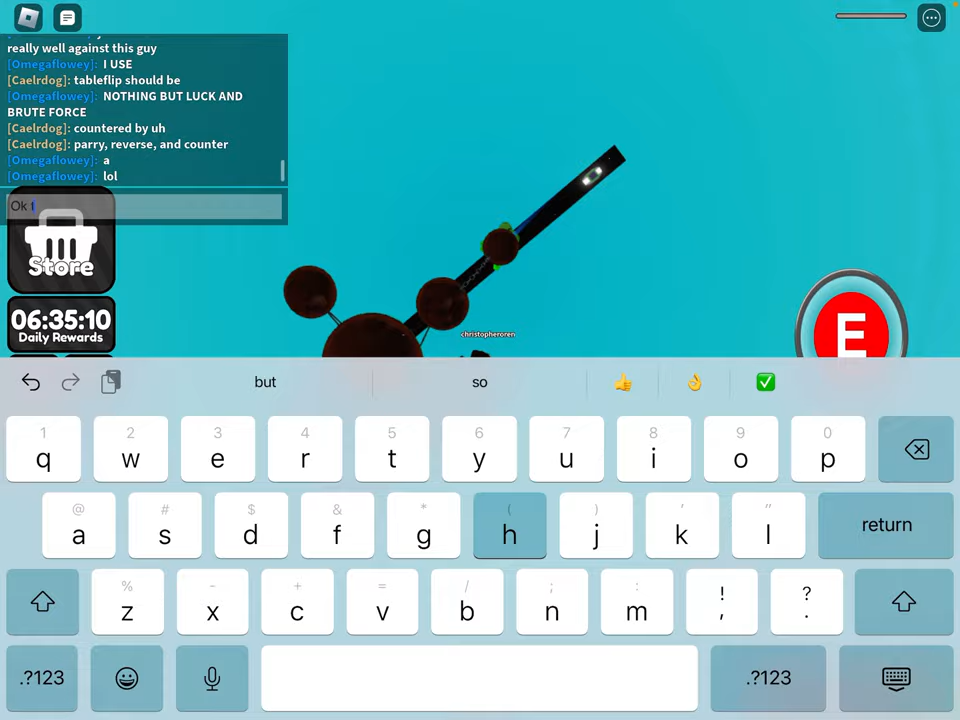 really well against this guy
[Omegaflowey]: I USE
[Caelrdog]: tableflip should be
[Omegaflowey]: NOTHING BUT LUCK AND
BRUTE FORCE
[Caelrdog]: countered by uh
[Caelrdog]: parry, reverse, and counter
[Omegaflowey]: a
[Omegaflowey]: lol
Ok t
Store
06:35:10
Daily Rewards
christopheroren
E
but so
1 2 3 4 5 6 7 8 9 0
q w e r t y u i o p
@ # $ & * ( ) ' "
a s d f g h j k l return
% - + = / ; : ! ?
z x c v b n m , .
.?123 .?123